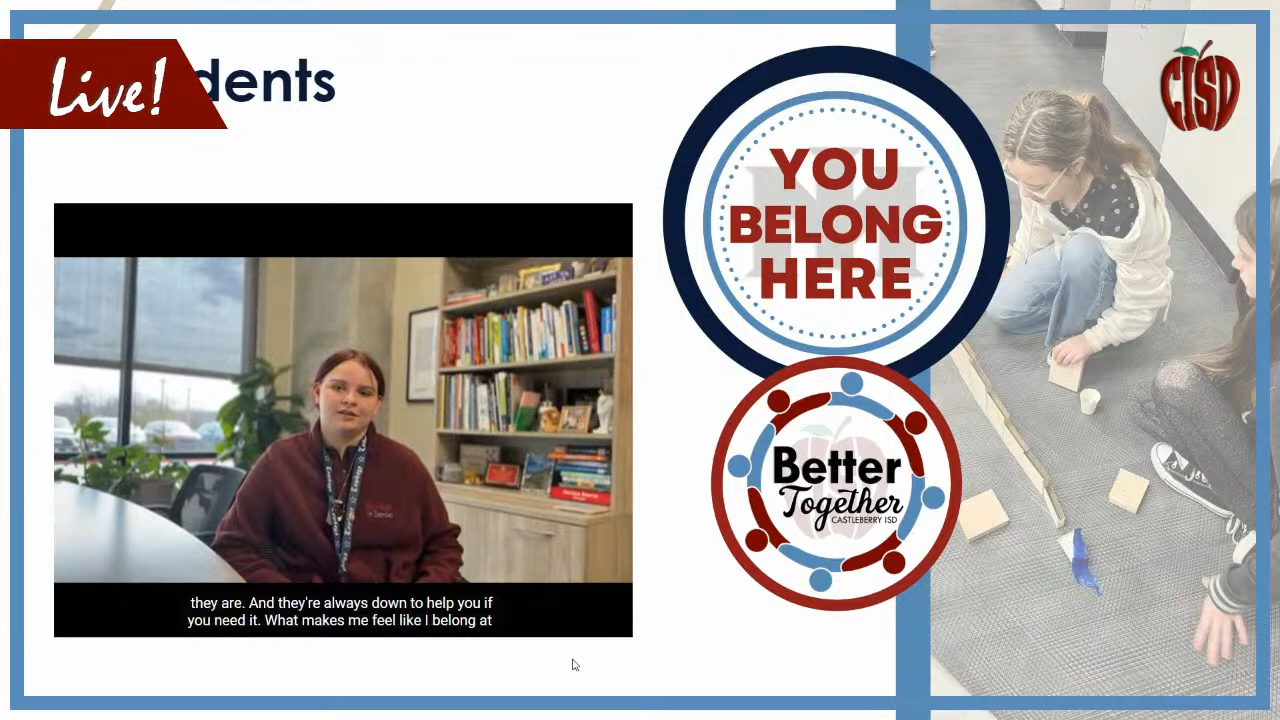 Live!
dents
CISD
YOU
BELONG
HERE
Better
Together
CASTLEBERRY ISD
they are. And they're always down to help you if
you need it. What makes me feel like I belong at